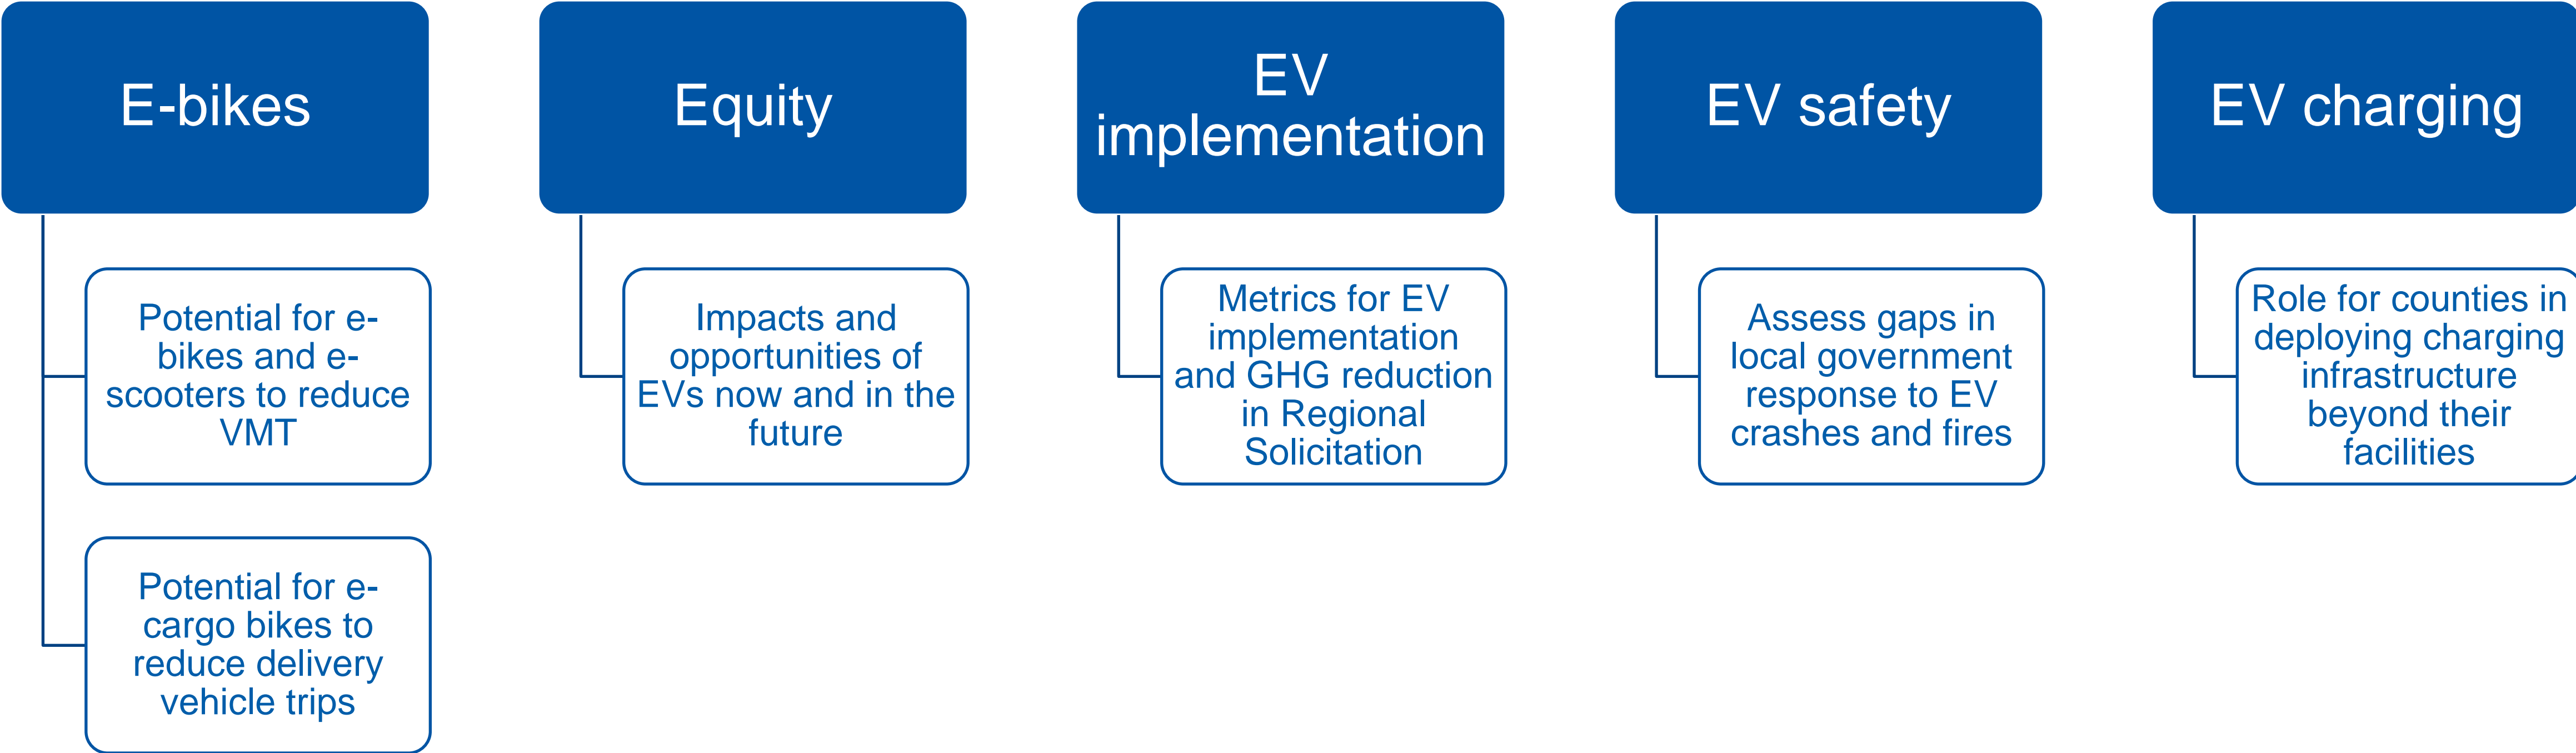 E-bikes
Potential for e-
bikes and e-
scooters to reduce
VMT
Potential for e-
cargo bikes to
reduce delivery
vehicle trips
Equity
Impacts and
opportunities of
EVs now and in the
future
EV
implementation
Metrics for EV
implementation
and GHG reduction
in Regional
Solicitation
EV safety
Assess gaps in
local government
response to EV
crashes and fires
EV charging
Role for counties in
deploying charging
infrastructure
beyond their
facilities